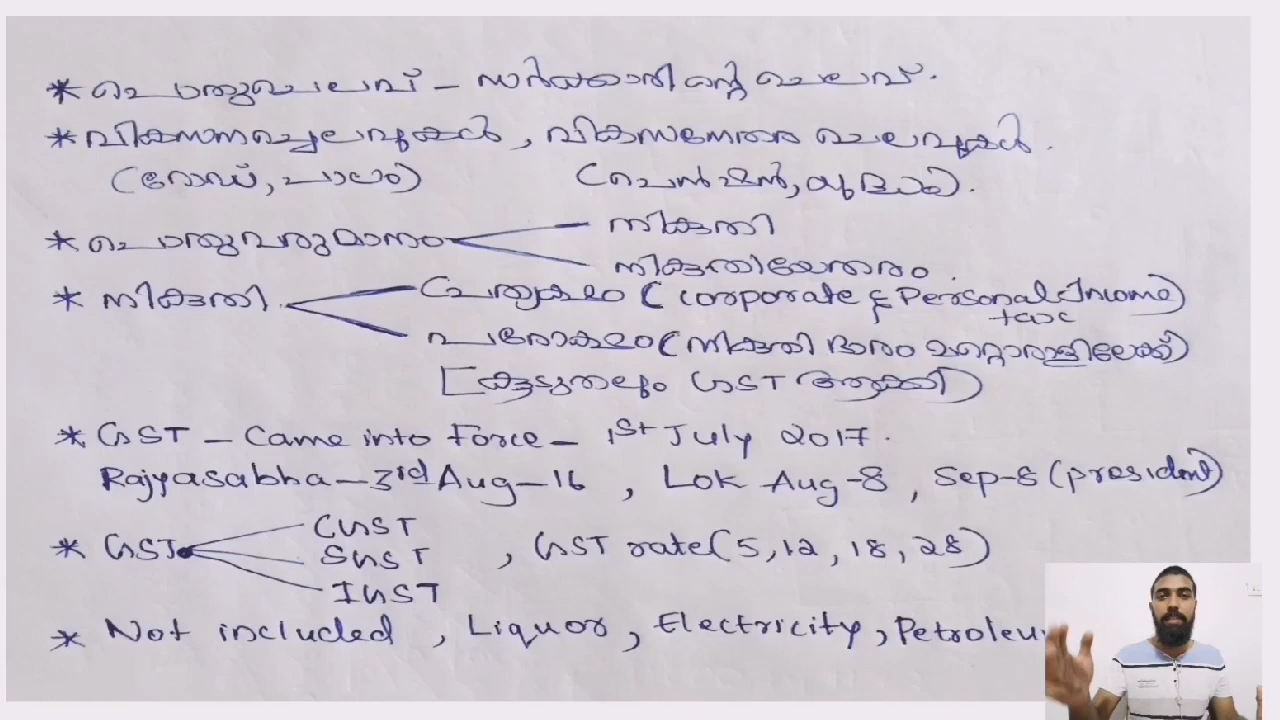 * പൊതുചെലവ് – സർക്കാരിന്റെ ചെലവ്.
* വികസനച്ചെലവുകൾ, വികസനേതര ചെലവുകൾ.
(റോഡ്, പാലം) (പെൻഷൻ, യുദ്ധം).
* പൊതുവരുമാനം നികുതി
നികുതിയേതരം.
* നികുതി. പ്രത്യക്ഷം (corporate & Personal Income tax)
പരോക്ഷം (നികുതി ഭാരം മറ്റൊരാളിലേക്ക്)
[കൂടുതലും GST ആക്കി)
* GST – Came into Force – 1st July 2017.
Rajyasabha – 3rd Aug – 16, Lok Aug – 8, Sep – 8 (president)
* GST CGST
SGST , GST rate (5, 12, 18, 28)
IGST
* Not included, Liquor, Electricity, Petroleu